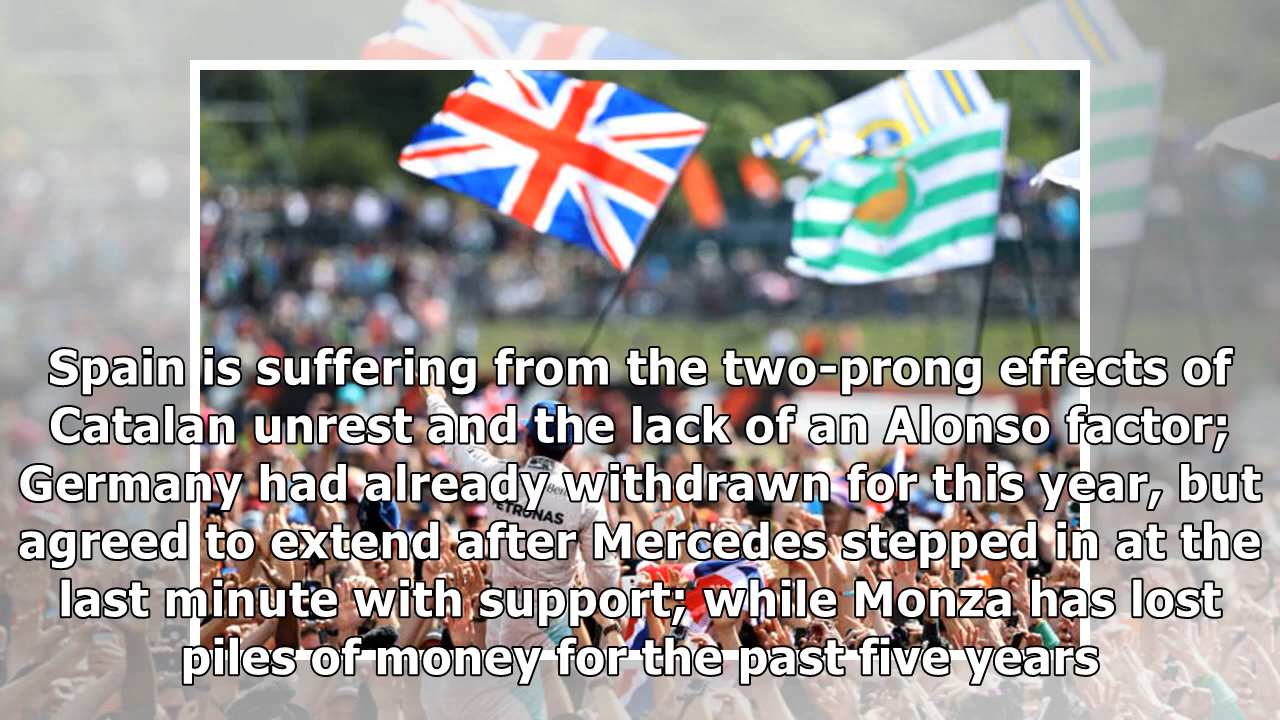 Spain is suffering from the two-prong effects of
Catalan unrest and the lack of an Alonso factor;
Germany had already withdrawn for this year, but
agreed to extend after Mercedes stepped in at the
last minute with support; while Monza has lost
piles of money for the past five years
PETRONAS